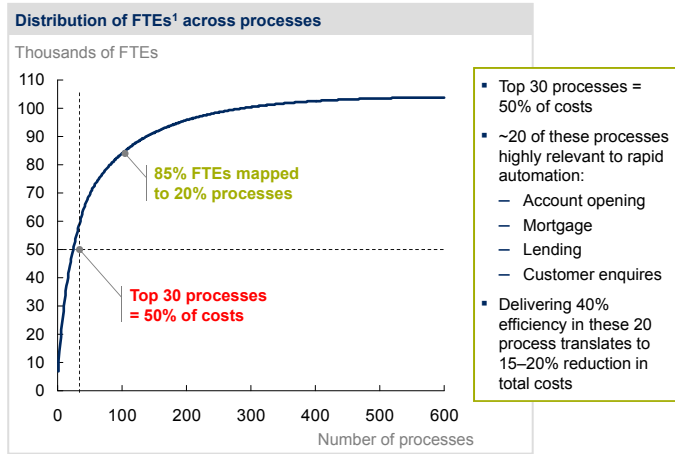 Distribution of FTEs¹ across processes
Thousands of FTEs
110
100
90
80
70
60
50
40
30
20
10
0
0 100 200 300 400 500 600
Number of processes
85% FTEs mapped
to 20% processes
Top 30 processes
= 50% of costs
▪ Top 30 processes =
50% of costs
▪ ~20 of these processes
highly relevant to rapid
automation:
– Account opening
– Mortgage
– Lending
– Customer enquires
▪ Delivering 40%
efficiency in these 20
process translates to
15–20% reduction in
total costs